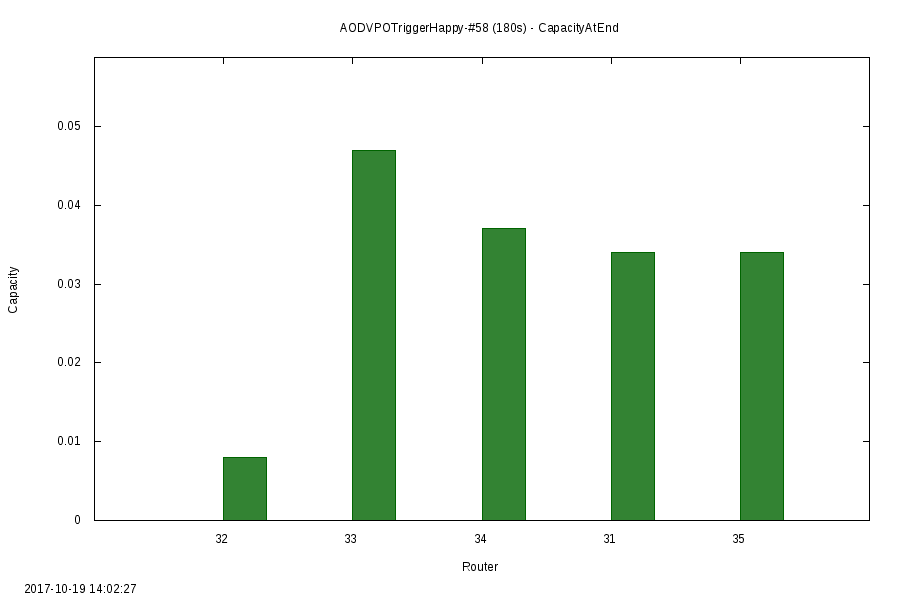 AODVPOTriggerHappy-#58 (180s) - CapacityAtEnd
0.05
0.04
0.03
0.02
0.01
0
Capacity
32 33 34 31 35
Router
2017-10-19 14:02:27